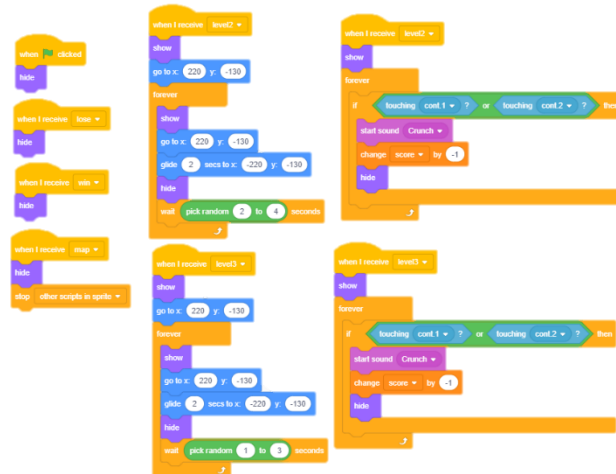 when clicked
hide
when I receive lose
hide
when I receive win
hide
when I receive map
hide
stop other scripts in sprite
when I receive level2
show
go to x: 220 y: -130
forever
show
go to x: 220 y: -130
glide 2 secs to x: -220 y: -130
hide
wait pick random 2 to 4 seconds
when I receive level2
show
forever
if touching cont.1 ? or touching cont.2 ? then
start sound Crunch
change score by -1
hide
when I receive level3
show
go to x: 220 y: -130
forever
show
go to x: 220 y: -130
glide 2 secs to x: -220 y: -130
hide
wait pick random 1 to 3 seconds
when I receive level3
show
forever
if touching cont.1 ? or touching cont.2 ? then
start sound Crunch
change score by -1
hide